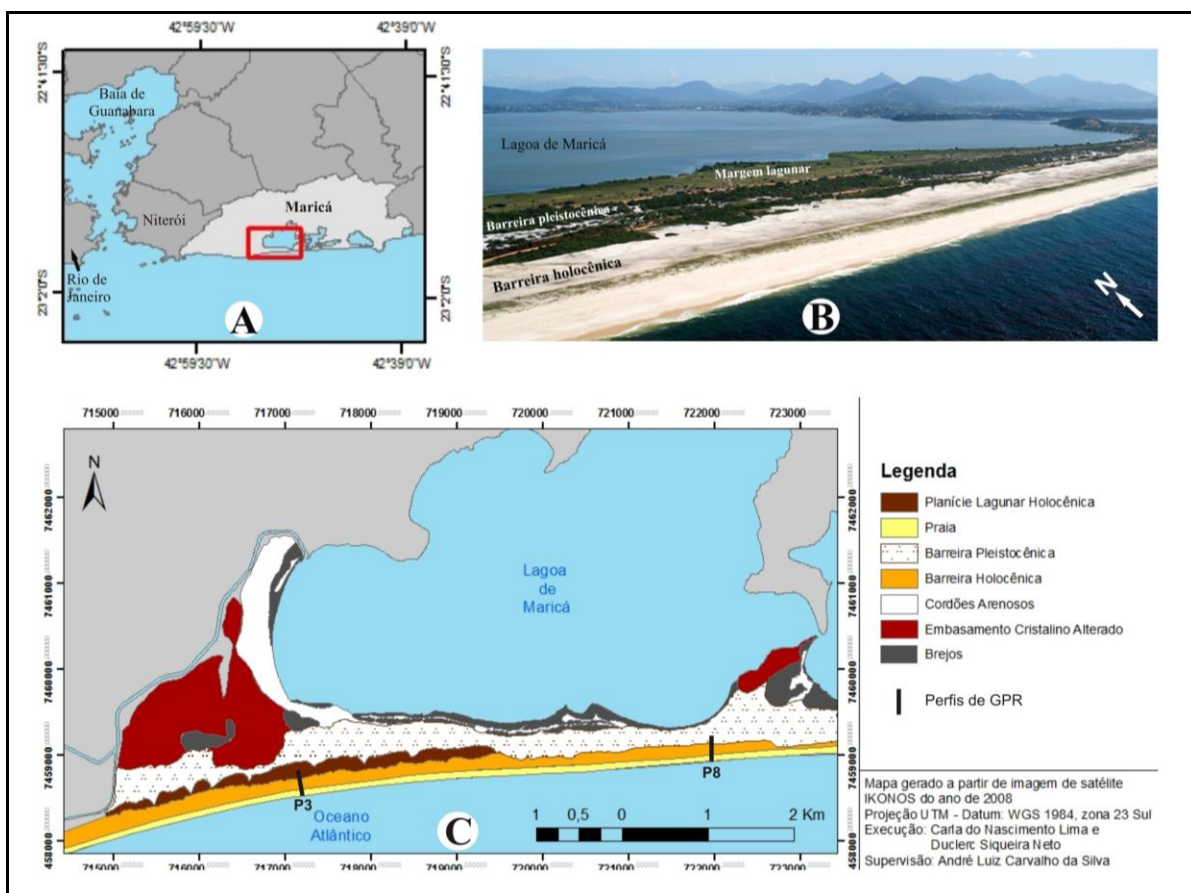 42°59'30"W
42°39'0"W
22°41'30"S
22°41'30"S
Baía de
Guanabara
Niterói
Maricá
Rio de
Janeiro
23°2'0"S
23°2'0"S
A
42°59'30"W
42°39'0"W
Lagoa de Maricá
Margem lagunar
Barreira pleistocênica
Barreira holocênica
B
N
715000
716000
717000
718000
719000
720000
721000
722000
723000
N
7462000
7462000
7461000
7461000
7460000
7460000
7459000
7459000
458000
458000
Lagoa
de
Maricá
P3
P8
Oceano
Atlântico
C
1 0,5 0 1 2 Km
715000
716000
717000
718000
719000
720000
721000
722000
723000
Legenda
Planície Lagunar Holocênica
Praia
Barreira Pleistocênica
Barreira Holocênica
Cordões Arenosos
Embasamento Cristalino Alterado
Brejos
Perfis de GPR
Mapa gerado a partir de imagem de satélite
IKONOS do ano de 2008
Projeção UTM - Datum: WGS 1984, zona 23 Sul
Execução: Carla do Nascimento Lima e
Duclerc Siqueira Neto
Supervisão: André Luiz Carvalho da Silva